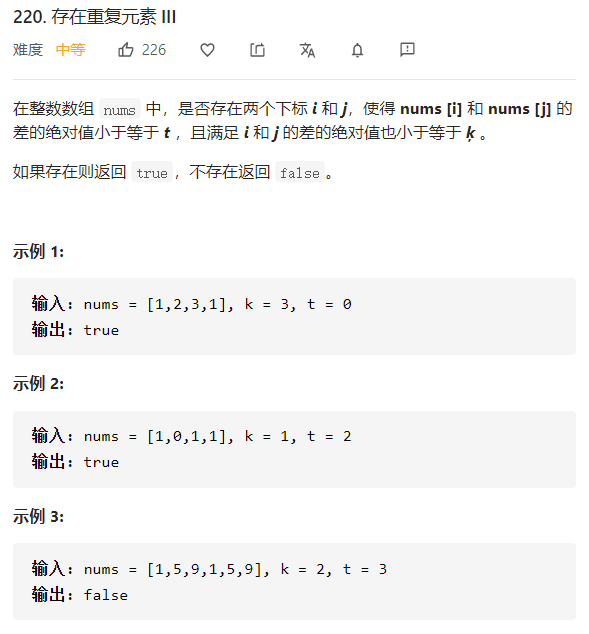 220. 存在重复元素 III
难度 中等 226
在整数数组 nums 中，是否存在两个下标 i 和 j，使得 nums [i] 和 nums [j] 的
差的绝对值小于等于 t ，且满足 i 和 j 的差的绝对值也小于等于 ķ 。
如果存在则返回 true，不存在返回 false。
示例 1:
输入: nums = [1,2,3,1], k = 3, t = 0
输出: true
示例 2:
输入: nums = [1,0,1,1], k = 1, t = 2
输出: true
示例 3:
输入: nums = [1,5,9,1,5,9], k = 2, t = 3
输出: false